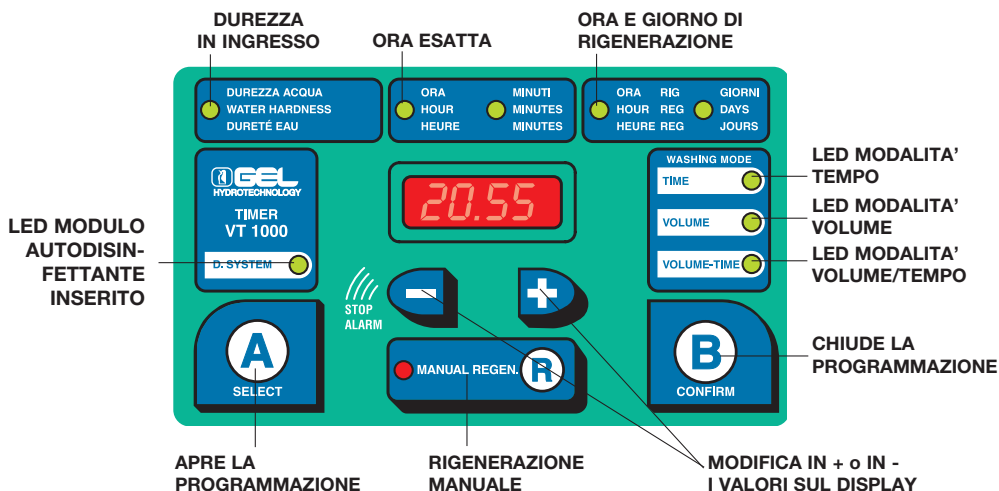 DUREZZA
IN INGRESSO
ORA ESATTA
ORA E GIORNO DI
RIGENERAZIONE
DUREZZA ACQUA
WATER HARDNESS
DURETÉ EAU
ORA
HOUR
HEURE
MINUTI
MINUTES
MINUTES
ORA RIG
HOUR REG
HEURE REG
GIORNI
DAYS
JOURS
GEL
HYDROTECHNOLOGY
TIMER
VT 1000
D. SYSTEM
20.55
WASHING MODE
TIME
VOLUME
VOLUME-TIME
LED MODALITA'
TEMPO
LED MODALITA'
VOLUME
LED MODALITA'
VOLUME/TEMPO
LED MODULO
AUTODISIN-
FETTANTE
INSERITO
STOP
ALARM
A
SELECT
MANUAL REGEN.
R
B
CONFIRM
CHIUDE LA
PROGRAMMAZIONE
APRE LA
PROGRAMMAZIONE
RIGENERAZIONE
MANUALE
MODIFICA IN + o IN -
I VALORI SUL DISPLAY